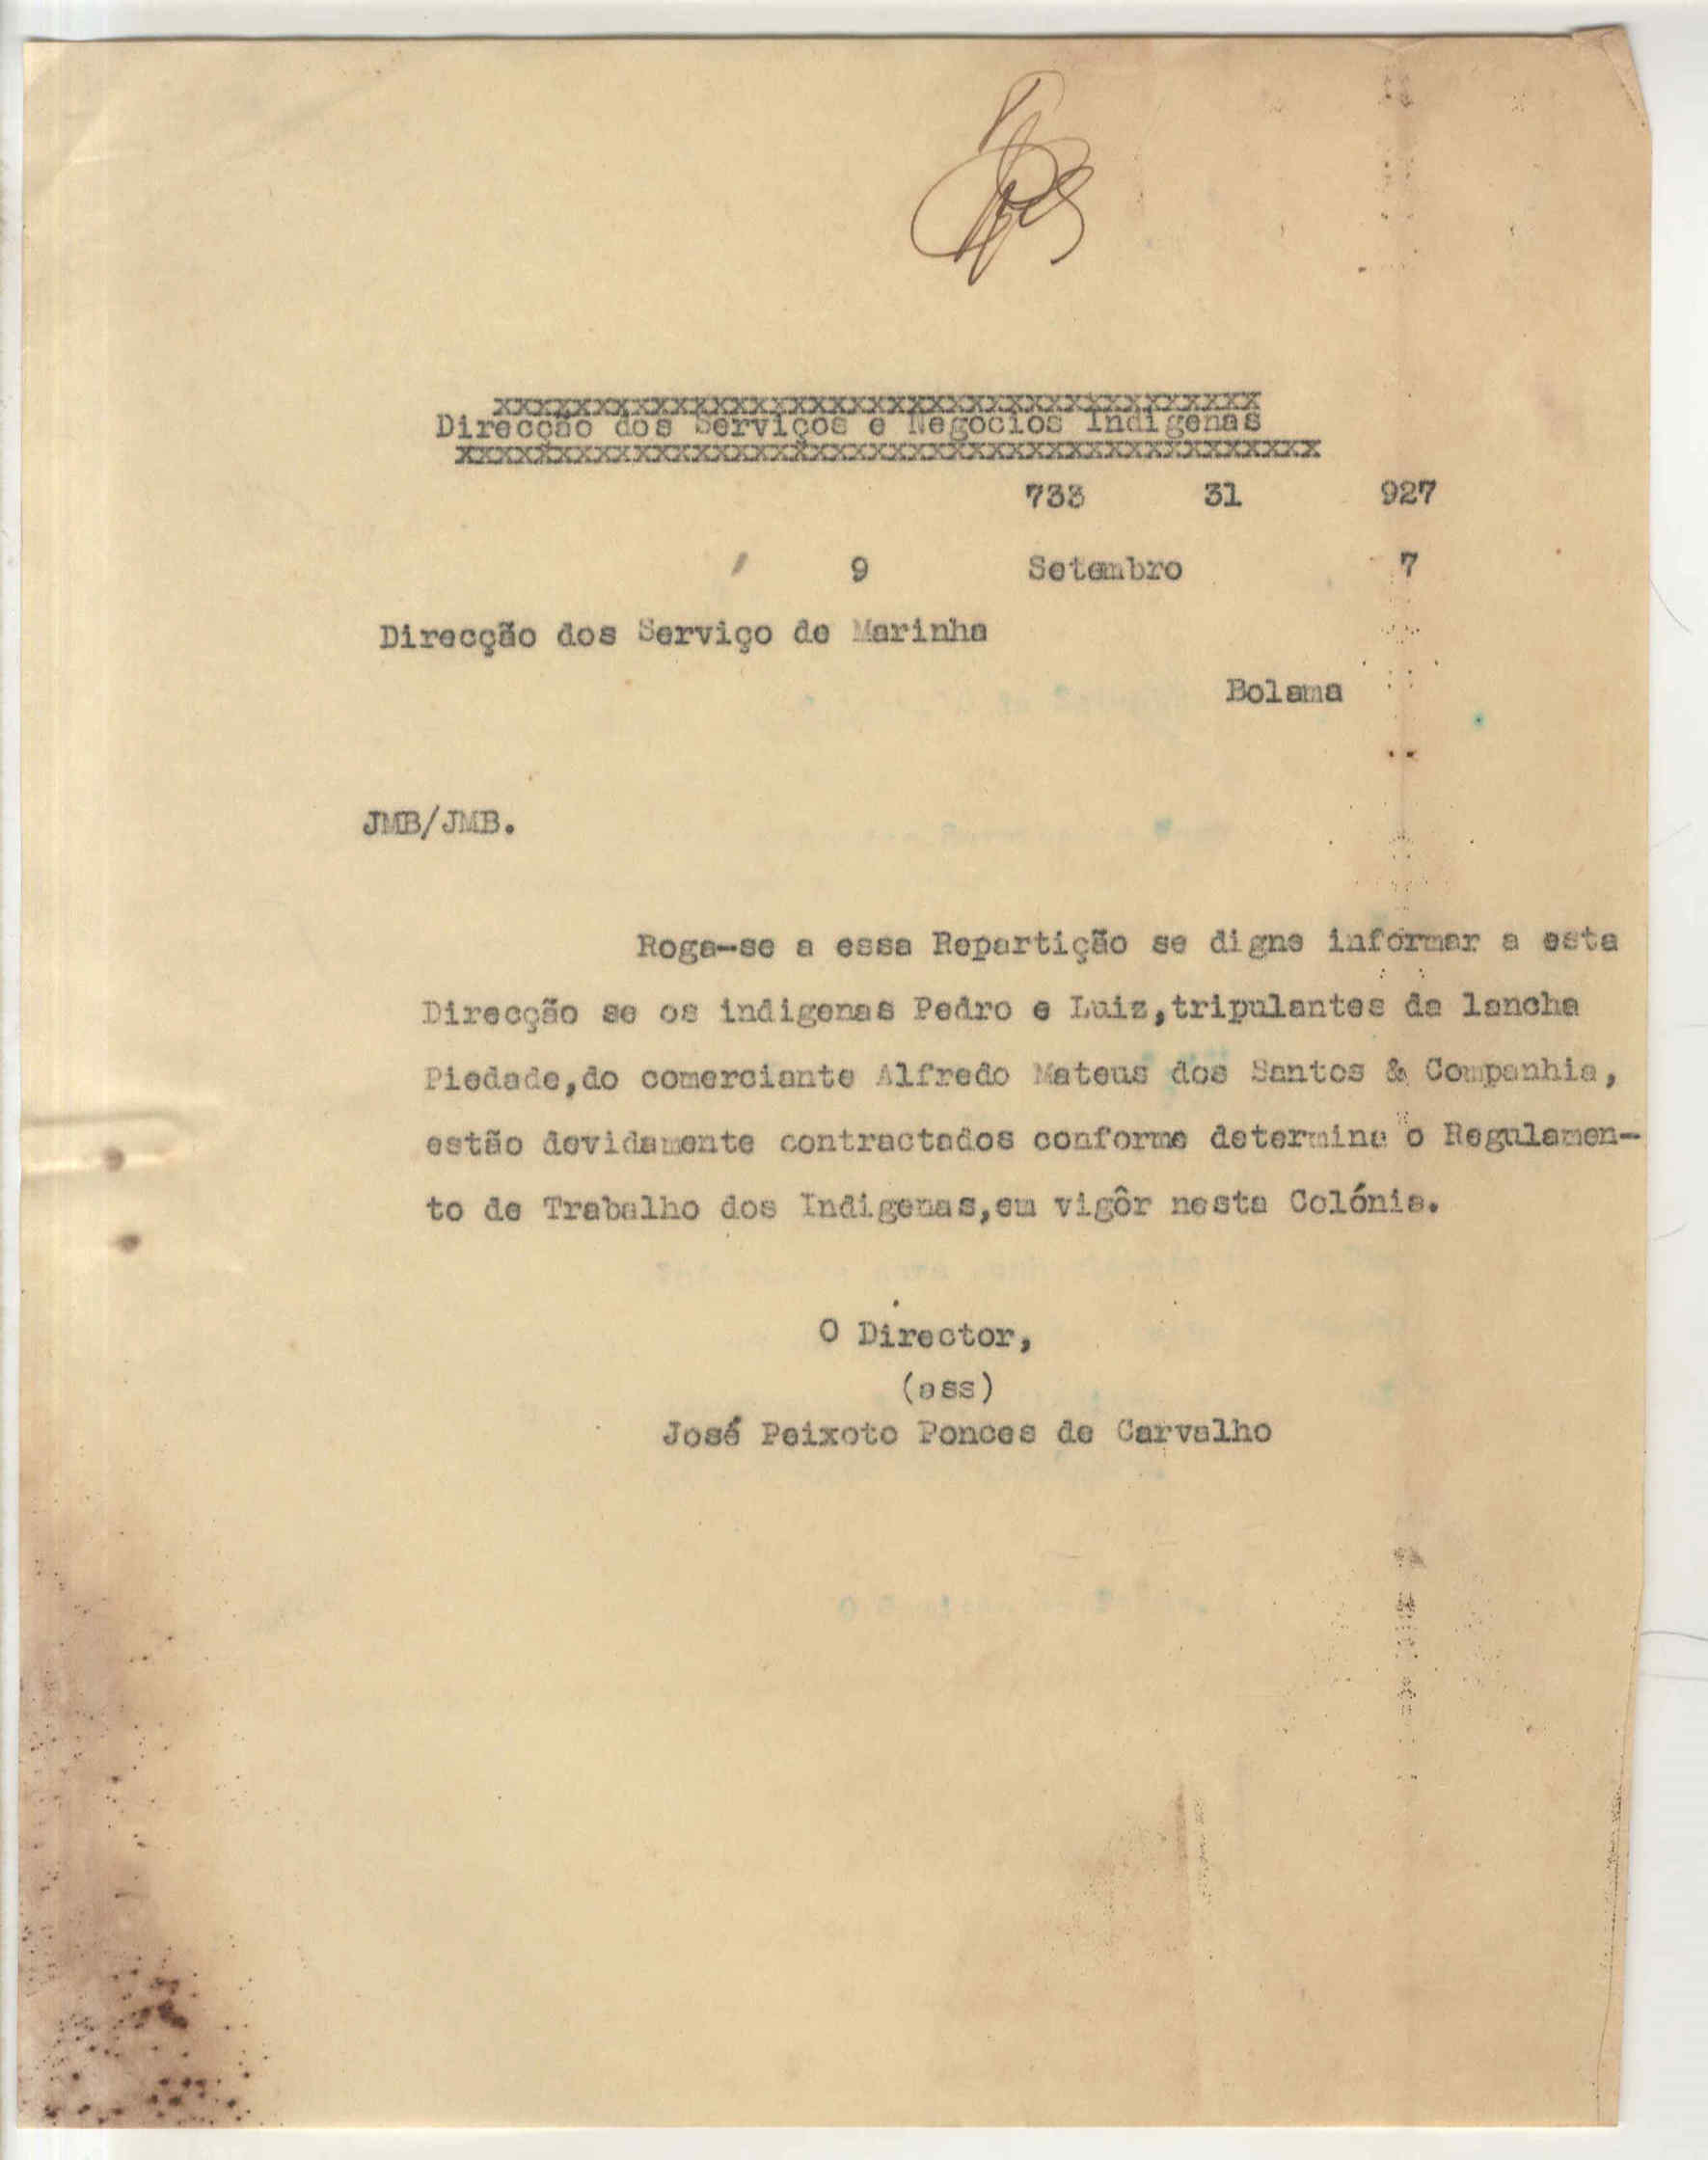 xxxxxxxxxxxxxxxxxxxxxxxxxxxxxxxxxxxxxxxx
Direcção dos Serviços e Negocios Indigenas
xxxxxxxxxxxxxxxxxxxxxxxxxxxxxxxxxxxxxxxxxxxxx
733 31 927
9 Setembro 7
Direcção dos Serviço de Marinha
Bolama
JMB/JMB.
Roga-se a essa Repartição se digne informar a esta
Direcção se os indigenas Pedro e Luiz,tripulantes da lancha
Piedade,do comerciante Alfredo Mateus dos Santos & Companhia,
estão devidamente contractados conforme determina o Regulamen-
to de Trabalho dos Indigenas,em vigôr nesta Colónia.
O Director,
(ass)
José Peixoto Ponces de Carvalho